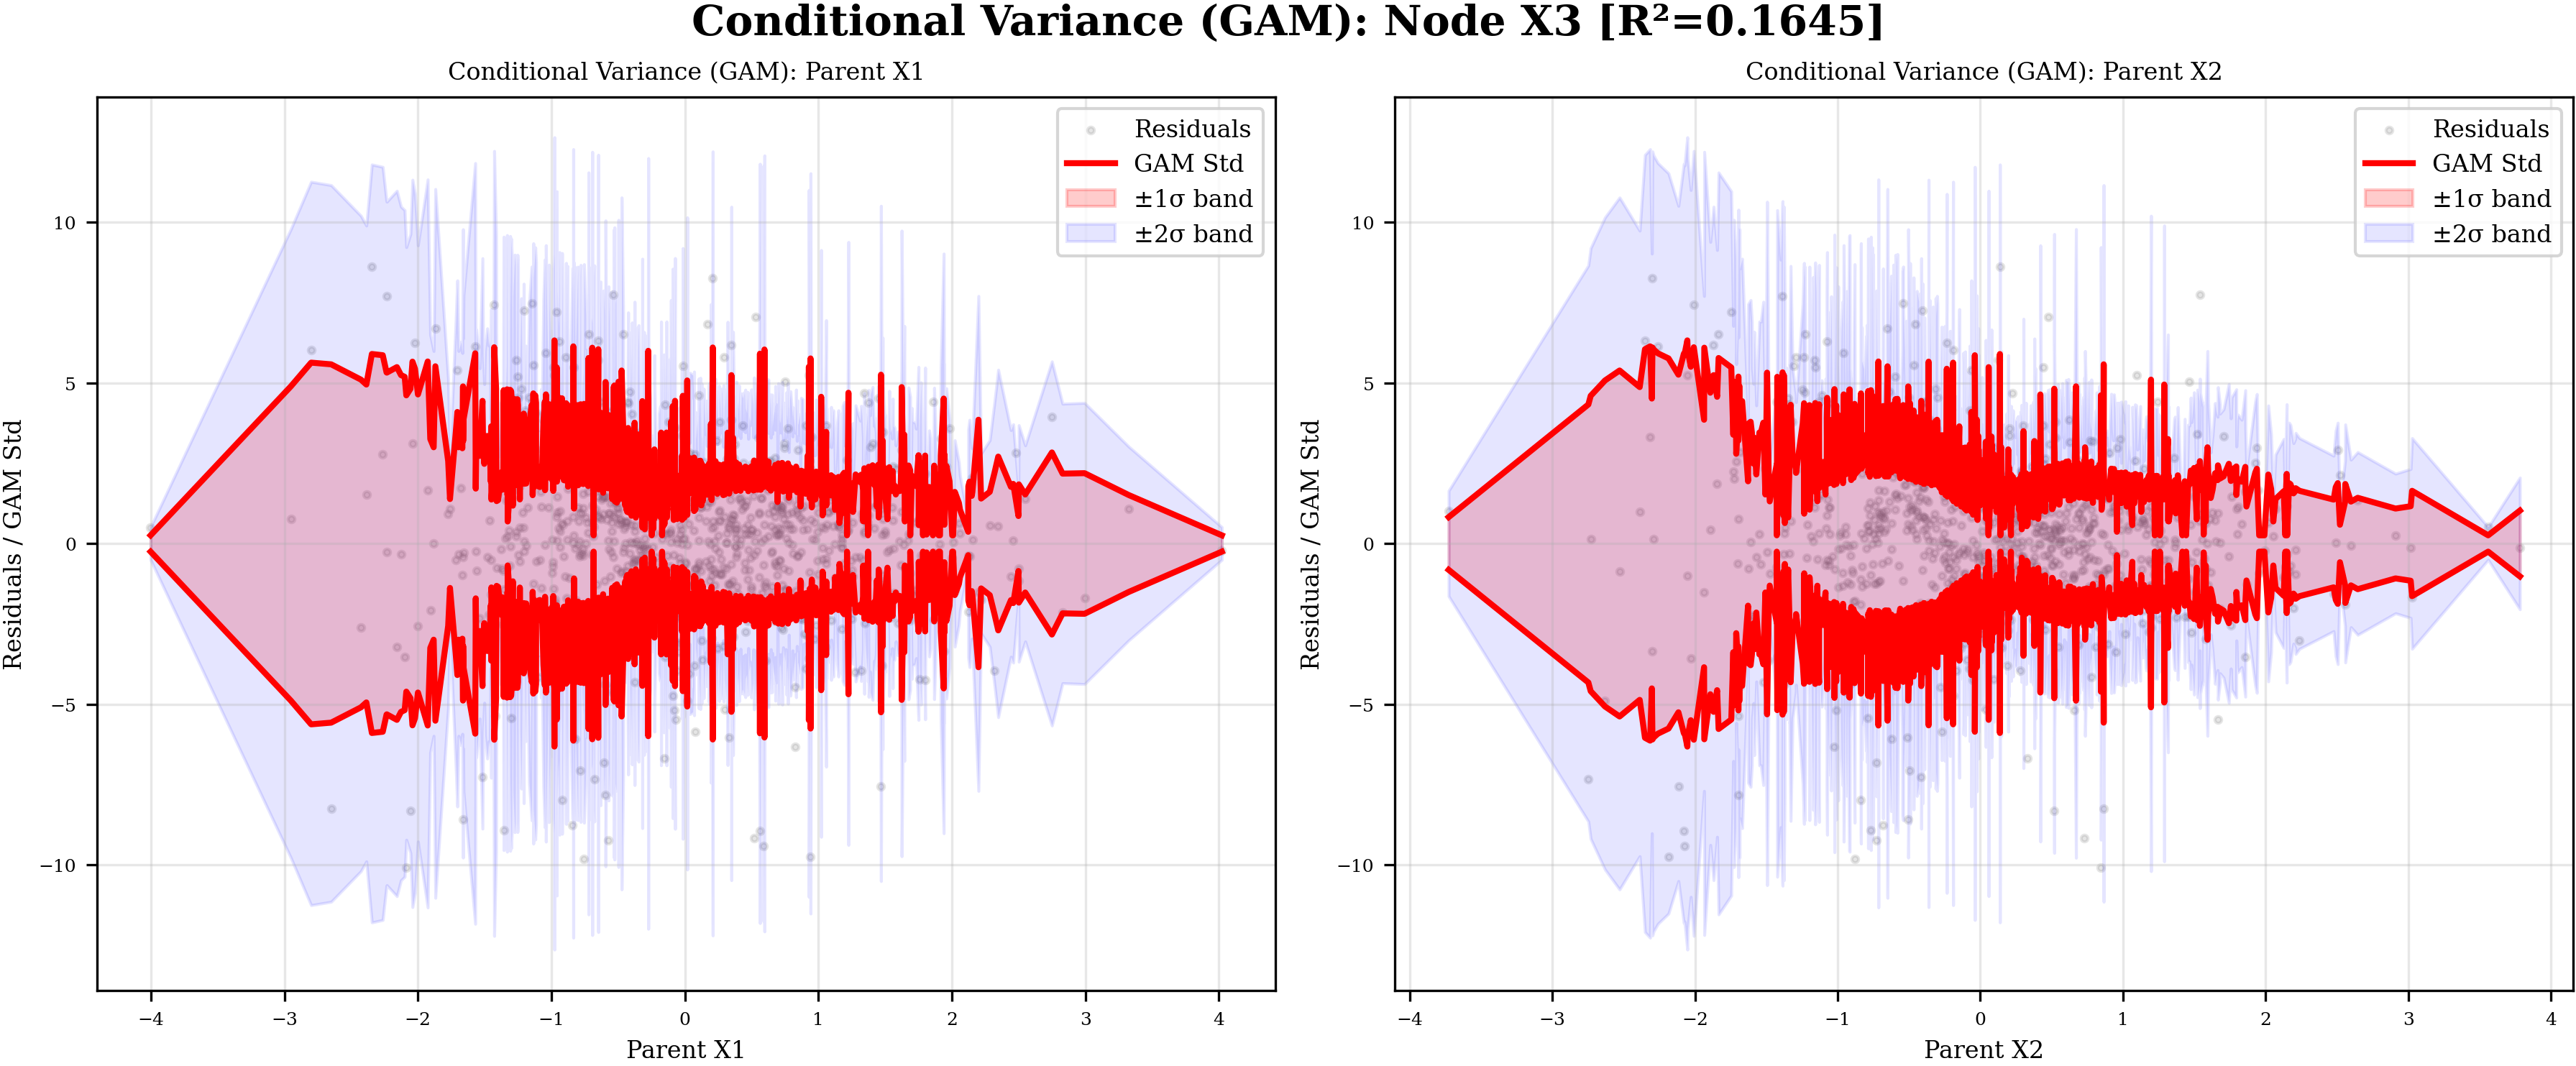 Conditional Variance (GAM): Node X3 [R²=0.1645]
Conditional Variance (GAM): Parent X1
Residuals / GAM Std
10
5
0
−5
−10
−4 −3 −2 −1 0 1 2 3 4
Parent X1
Residuals
GAM Std
±1σ band
±2σ band
Conditional Variance (GAM): Parent X2
Residuals / GAM Std
10
5
0
−5
−10
−4 −3 −2 −1 0 1 2 3 4
Parent X2
Residuals
GAM Std
±1σ band
±2σ band